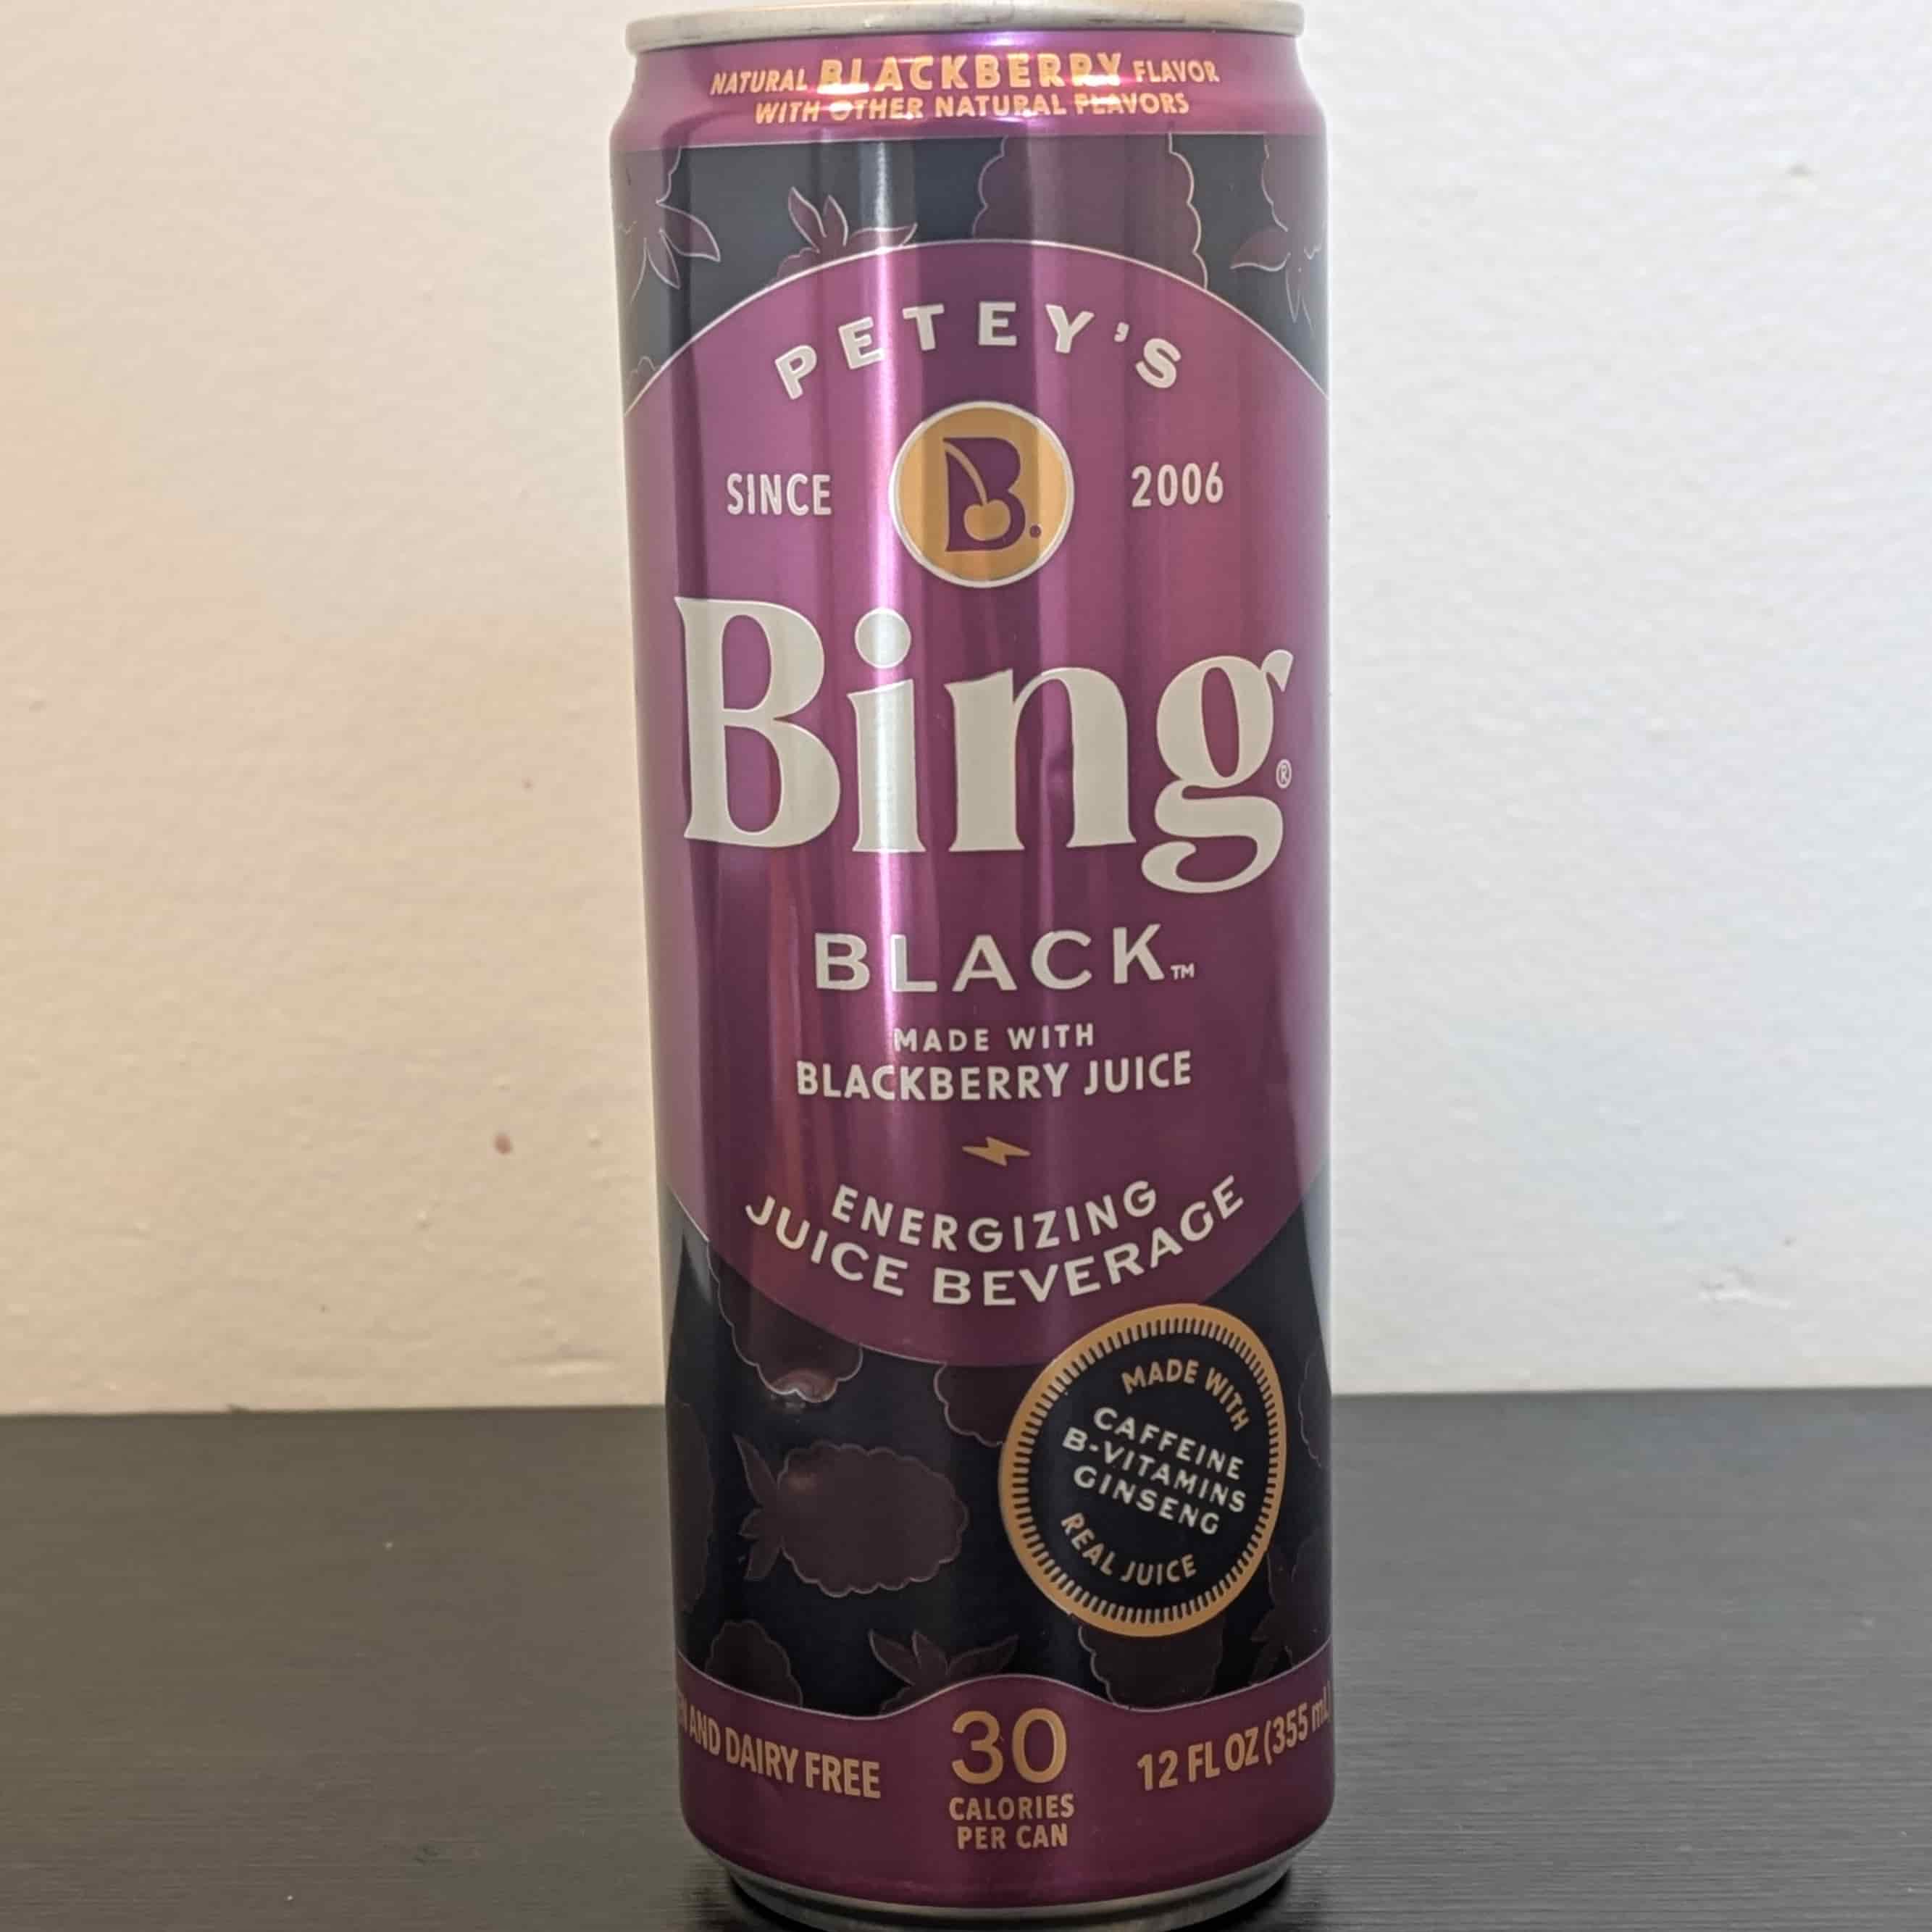 NATURAL BLACKBERRY FLAVOR
WITH OTHER NATURAL FLAVORS
PETEY'S
SINCE B. 2006
Bing®
BLACK™
MADE WITH
BLACKBERRY JUICE
ENERGIZING
JUICE BEVERAGE
MADE WITH
CAFFEINE
B-VITAMINS
GINSENG
REAL JUICE
AND DAIRY FREE
30
CALORIES
PER CAN
12 FL OZ (355 mL